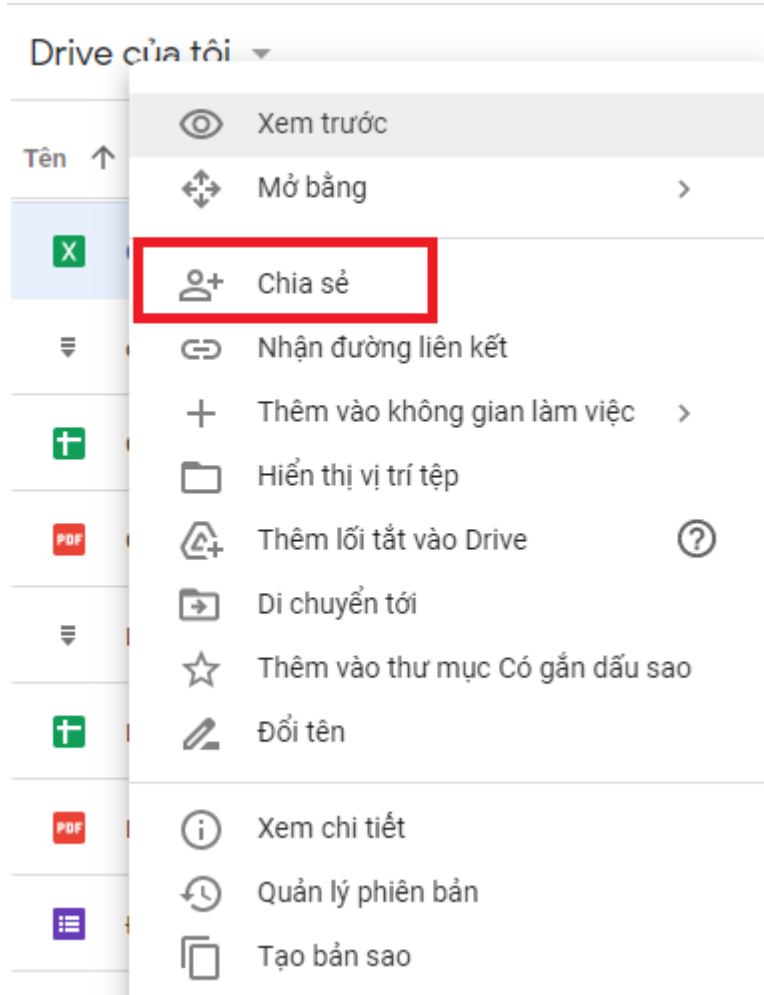 Drive của tôi
Tên
Xem trước
Mở bằng
X
Chia sẻ
Nhận đường liên kết
Thêm vào không gian làm việc
Hiển thị vị trí tệp
PDF
Thêm lối tắt vào Drive
Di chuyển tới
Thêm vào thư mục Có gắn dấu sao
Đổi tên
PDF
Xem chi tiết
Quản lý phiên bản
Tạo bản sao